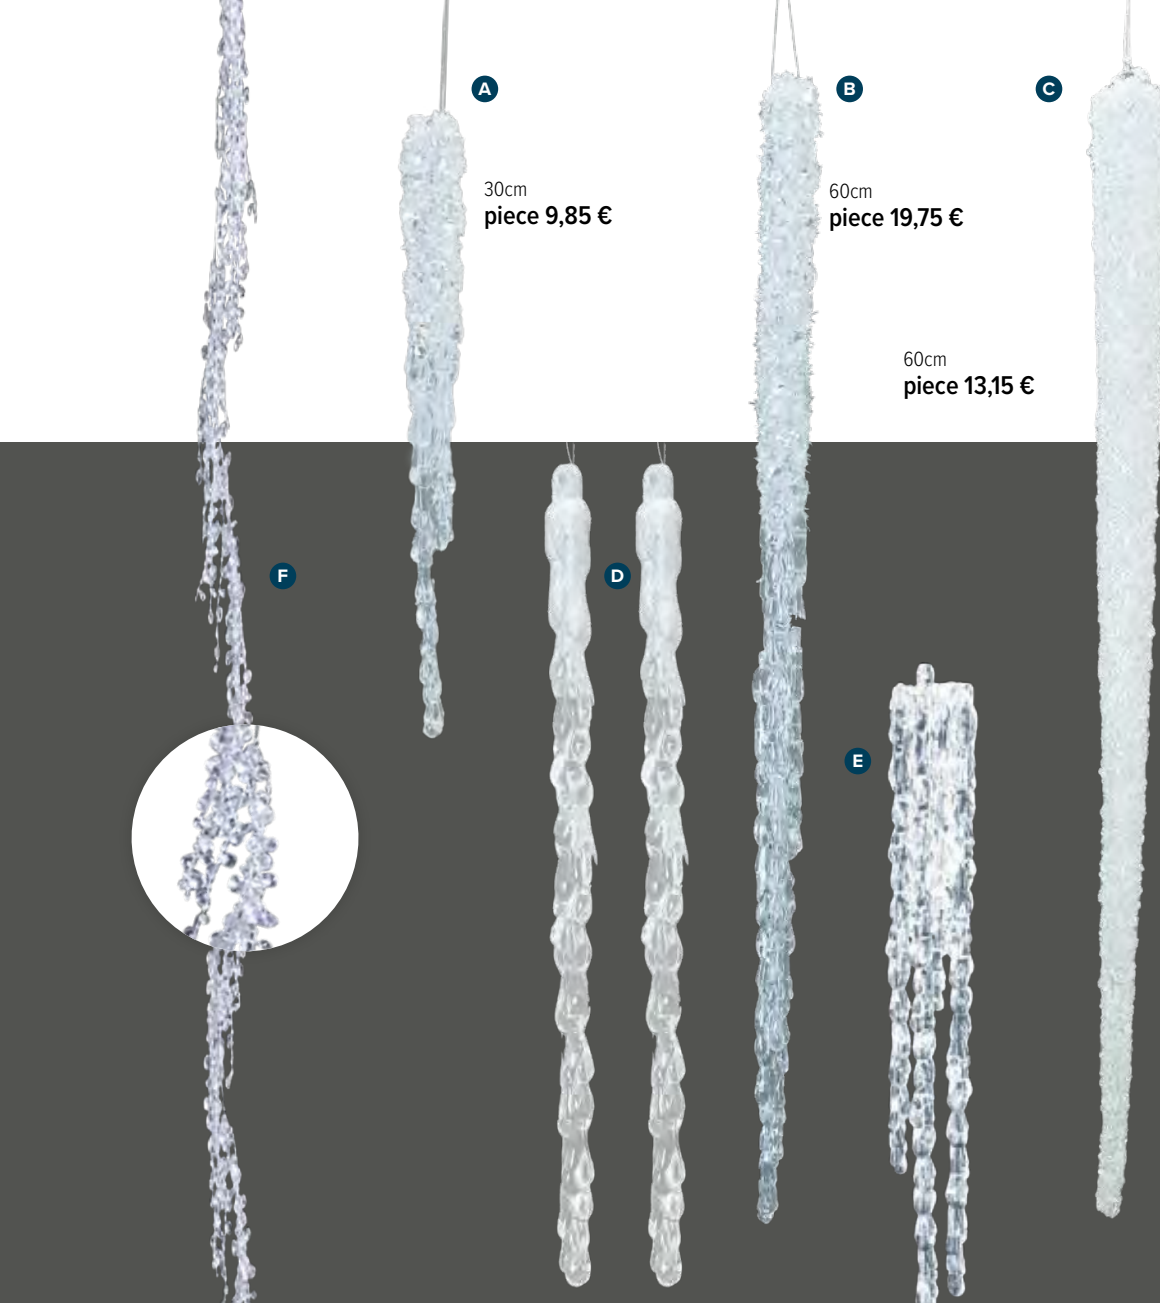 A
30cm
piece 9,85 €
B
60cm
piece 19,75 €
C
60cm
piece 13,15 €
F
D
E